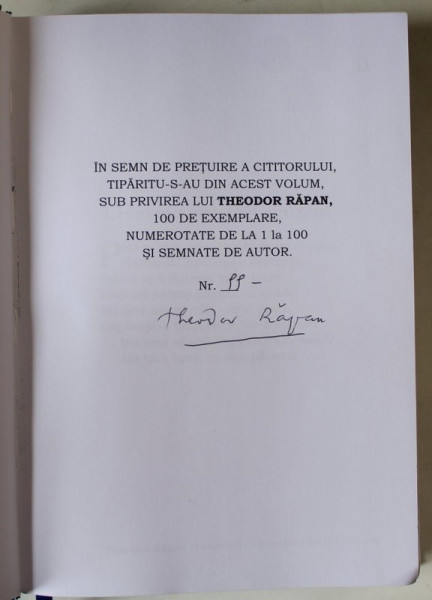 ÎN SEMN DE PREȚUIRE A CITITORULUI,
TIPĂRITU-S-AU DIN ACEST VOLUM,
SUB PRIVIREA LUI THEODOR RĂPAN,
100 DE EXEMPLARE,
NUMEROTATE DE LA 1 la 100
ȘI SEMNATE DE AUTOR.
Nr.
Theodor Răpan